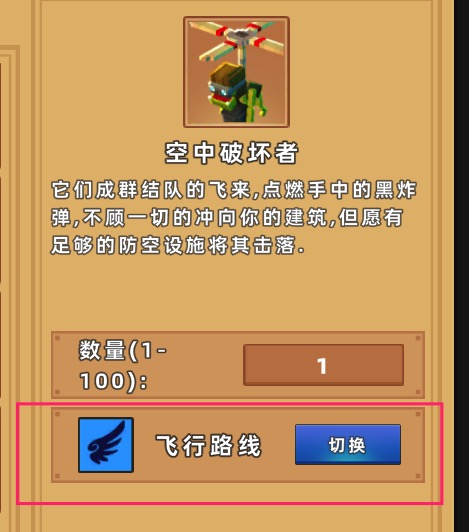 空中破坏者
它们成群结队的飞来,点燃手中的黑炸
弹,不顾一切的冲向你的建筑,但愿有
足够的防空设施将其击落.
数量(1-
100):
1
飞行路线
切换